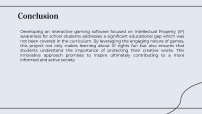 Conclusion
Developing an interactive gaming software focused on Intellectual Property (IP)
awareness for school students addresses a significant educational gap which was
not covered in the curriculum. By leveraging the engaging nature of games,
this project not only makes learning about IP rights fun but also ensures that
students understand the importance of protecting their creative works. This
innovative approach promises to inspire ultimately contributing to a more
informed and active society.